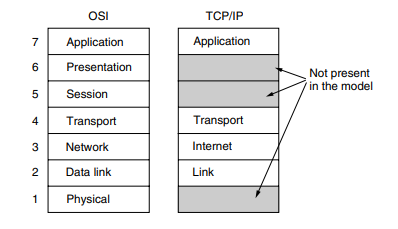 OSI TCP/IP
7 Application Application
6 Presentation
5 Session
Not present
in the model
4 Transport Transport
3 Network Internet
2 Data link Link
1 Physical